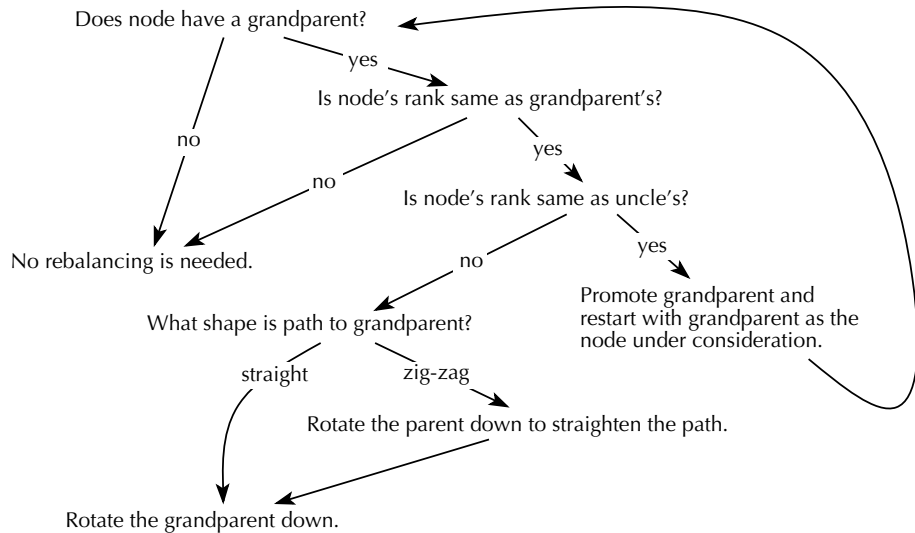 Does node have a grandparent?
yes
Is node's rank same as grandparent's?
no
yes
no
Is node's rank same as uncle's?
yes
No rebalancing is needed.
no
Promote grandparent and
restart with grandparent as the
node under consideration.
What shape is path to grandparent?
straight
zig-zag
Rotate the parent down to straighten the path.
Rotate the grandparent down.